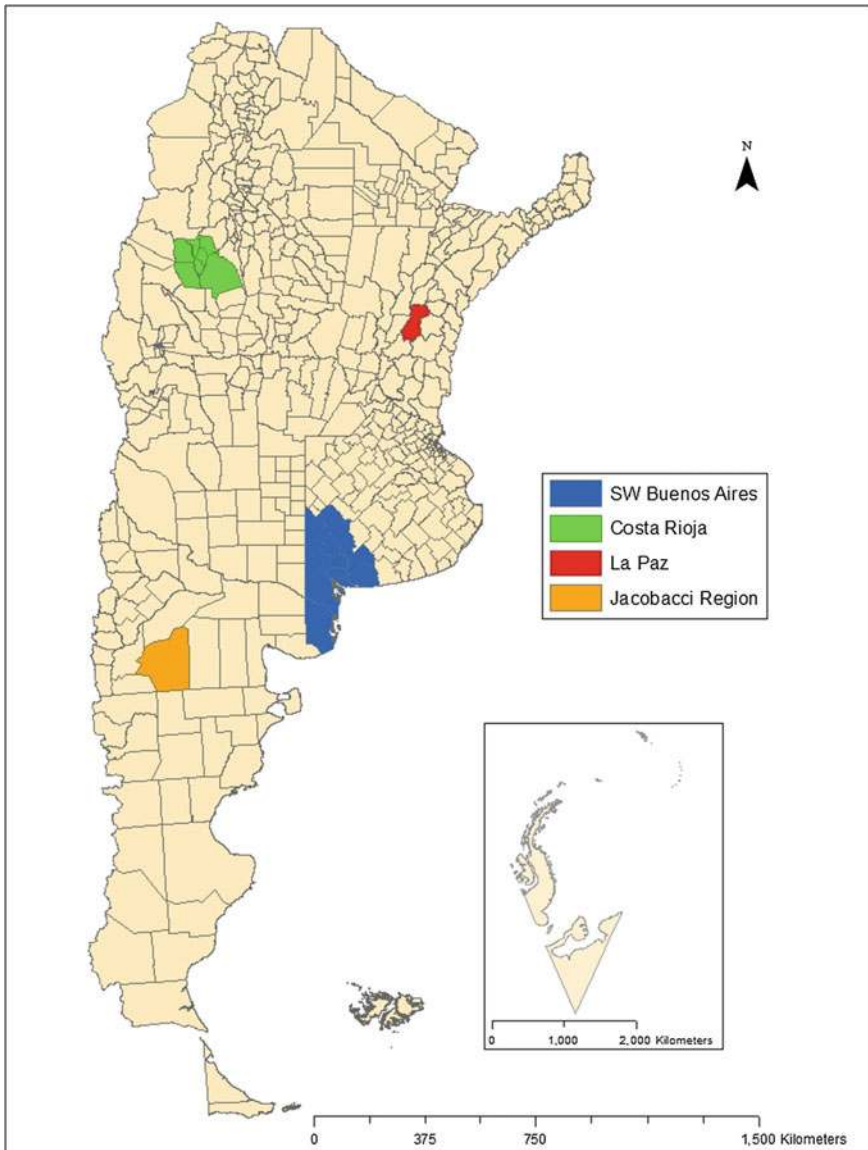 N
SW Buenos Aires
Costa Rioja
La Paz
Jacobacci Region
0 1,000 2,000 Kilometers
0 375 750 1,500 Kilometers